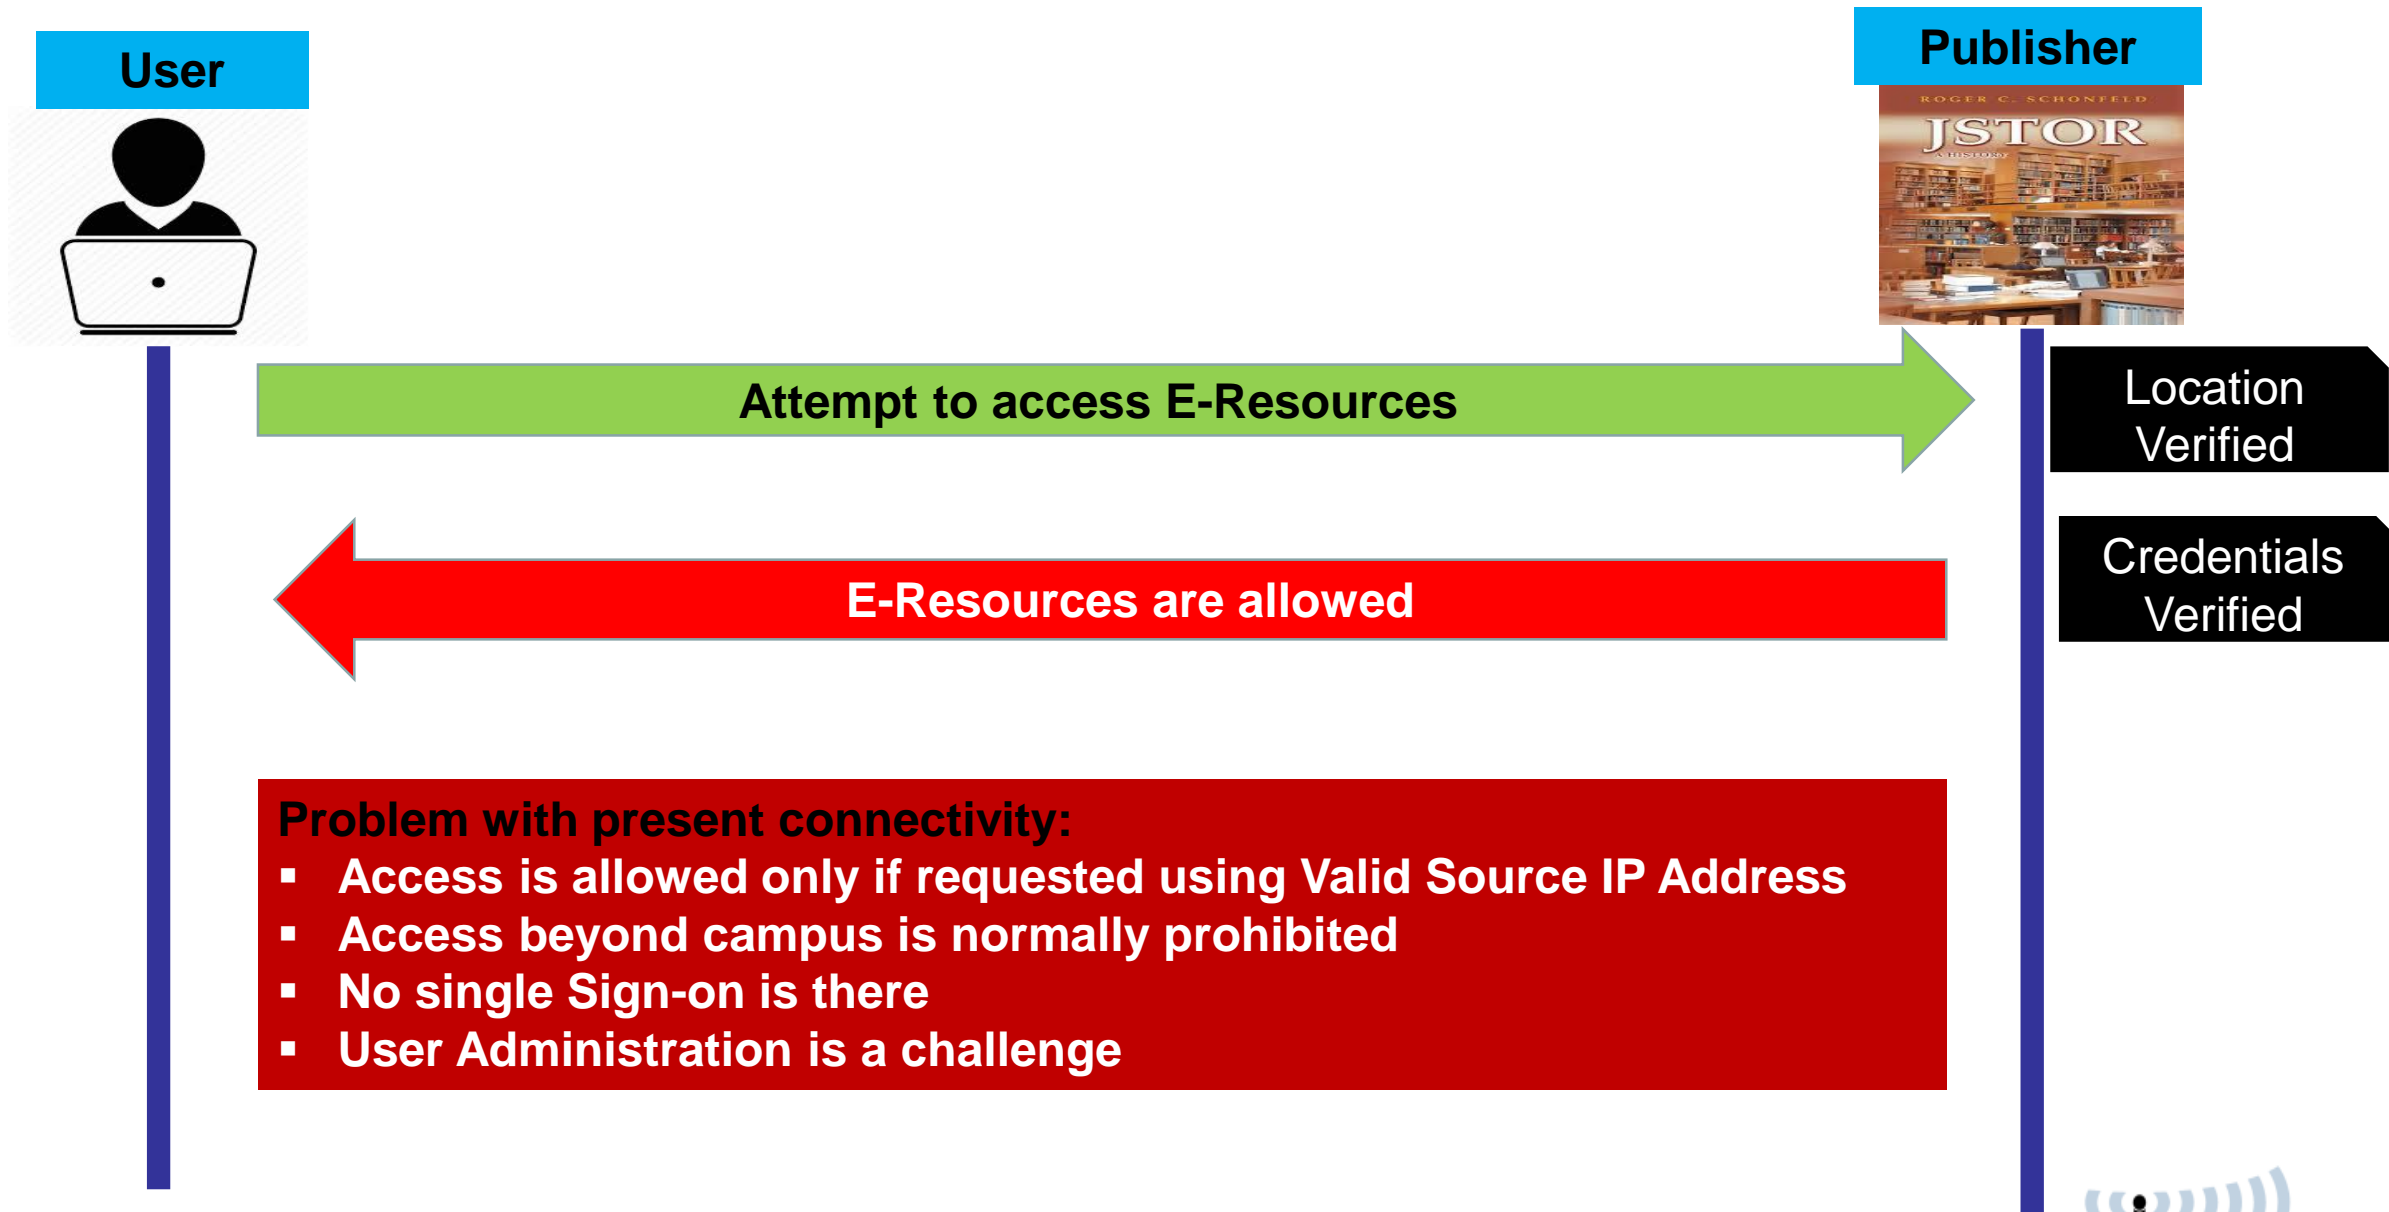 User
Publisher
ROGER C. SCHONFELD
JSTOR
A HISTORY
Attempt to access E-Resources
Location
Verified
E-Resources are allowed
Credentials
Verified
Problem with present connectivity:
▪ Access is allowed only if requested using Valid Source IP Address
▪ Access beyond campus is normally prohibited
▪ No single Sign-on is there
▪ User Administration is a challenge